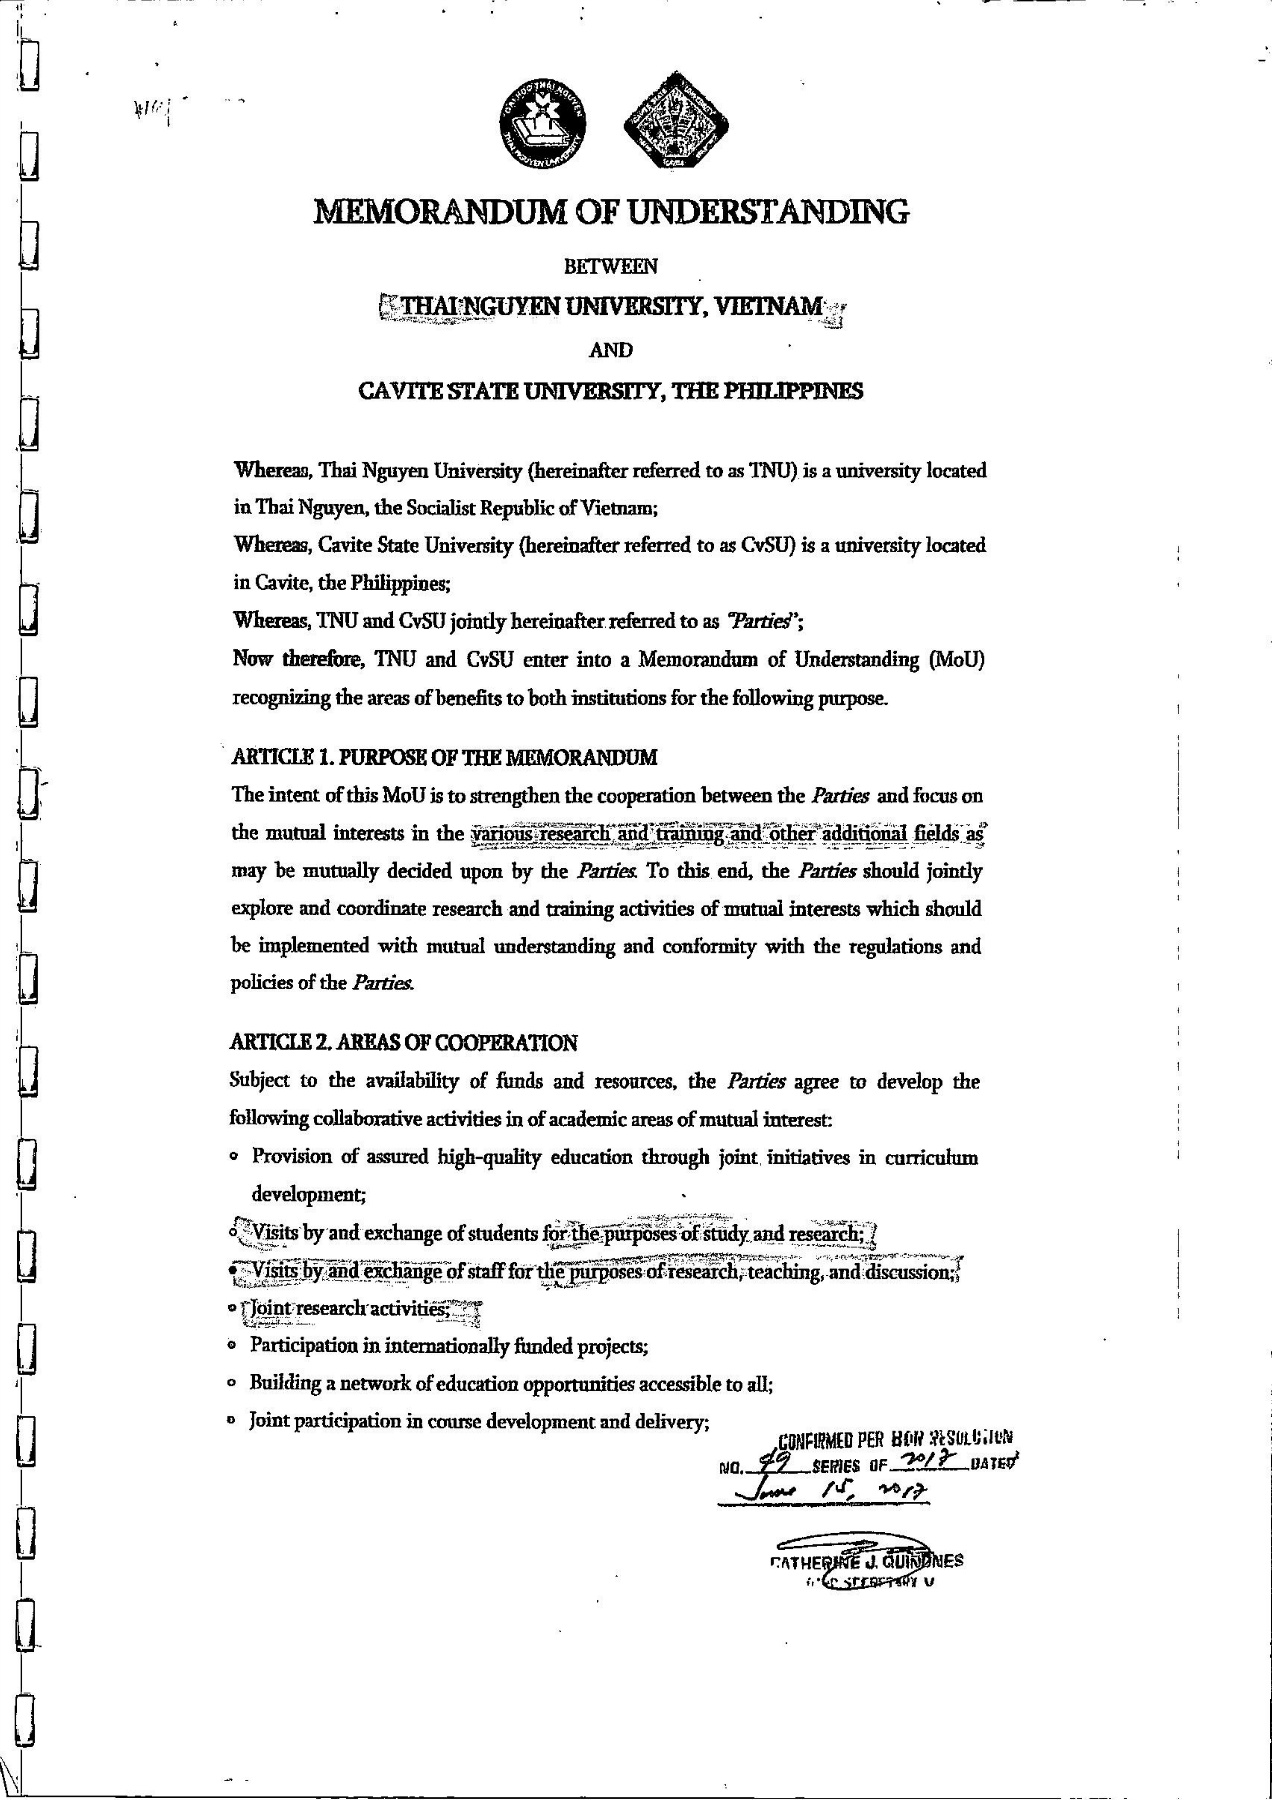 ĐẠI HỌC THÁI NGUYÊN
THAI NGUYEN UNIVERSITY
MEMORANDUM OF UNDERSTANDING
BETWEEN
THAI NGUYEN UNIVERSITY, VIETNAM
AND
CAVITE STATE UNIVERSITY, THE PHILIPPINES
Whereas, Thai Nguyen University (hereinafter referred to as TNU) is a university located
in Thai Nguyen, the Socialist Republic of Vietnam;
Whereas, Cavite State University (hereinafter referred to as CvSU) is a university located
in Cavite, the Philippines;
Whereas, TNU and CvSU jointly hereinafter referred to as "Parties";
Now therefore, TNU and CvSU enter into a Memorandum of Understanding (MoU)
recognizing the areas of benefits to both institutions for the following purpose.
ARTICLE 1. PURPOSE OF THE MEMORANDUM
The intent of this MoU is to strengthen the cooperation between the Parties and focus on
the mutual interests in the various research and training and other additional fields as
may be mutually decided upon by the Parties. To this end, the Parties should jointly
explore and coordinate research and training activities of mutual interests which should
be implemented with mutual understanding and conformity with the regulations and
policies of the Parties.
ARTICLE 2. AREAS OF COOPERATION
Subject to the availability of funds and resources, the Parties agree to develop the
following collaborative activities in of academic areas of mutual interest:
• Provision of assured high-quality education through joint initiatives in curriculum
development;
• Visits by and exchange of students for the purposes of study and research;
• Visits by and exchange of staff for the purposes of research, teaching, and discussion;
• Joint research activities;
• Participation in internationally funded projects;
• Building a network of education opportunities accessible to all;
• Joint participation in course development and delivery;
CONFIRMED PER BOR RESOLUTION
NO. 49 SERIES OF 2017 DATED
June 15, 2017
CATHERINE J. QUINONES
SECRETARY V